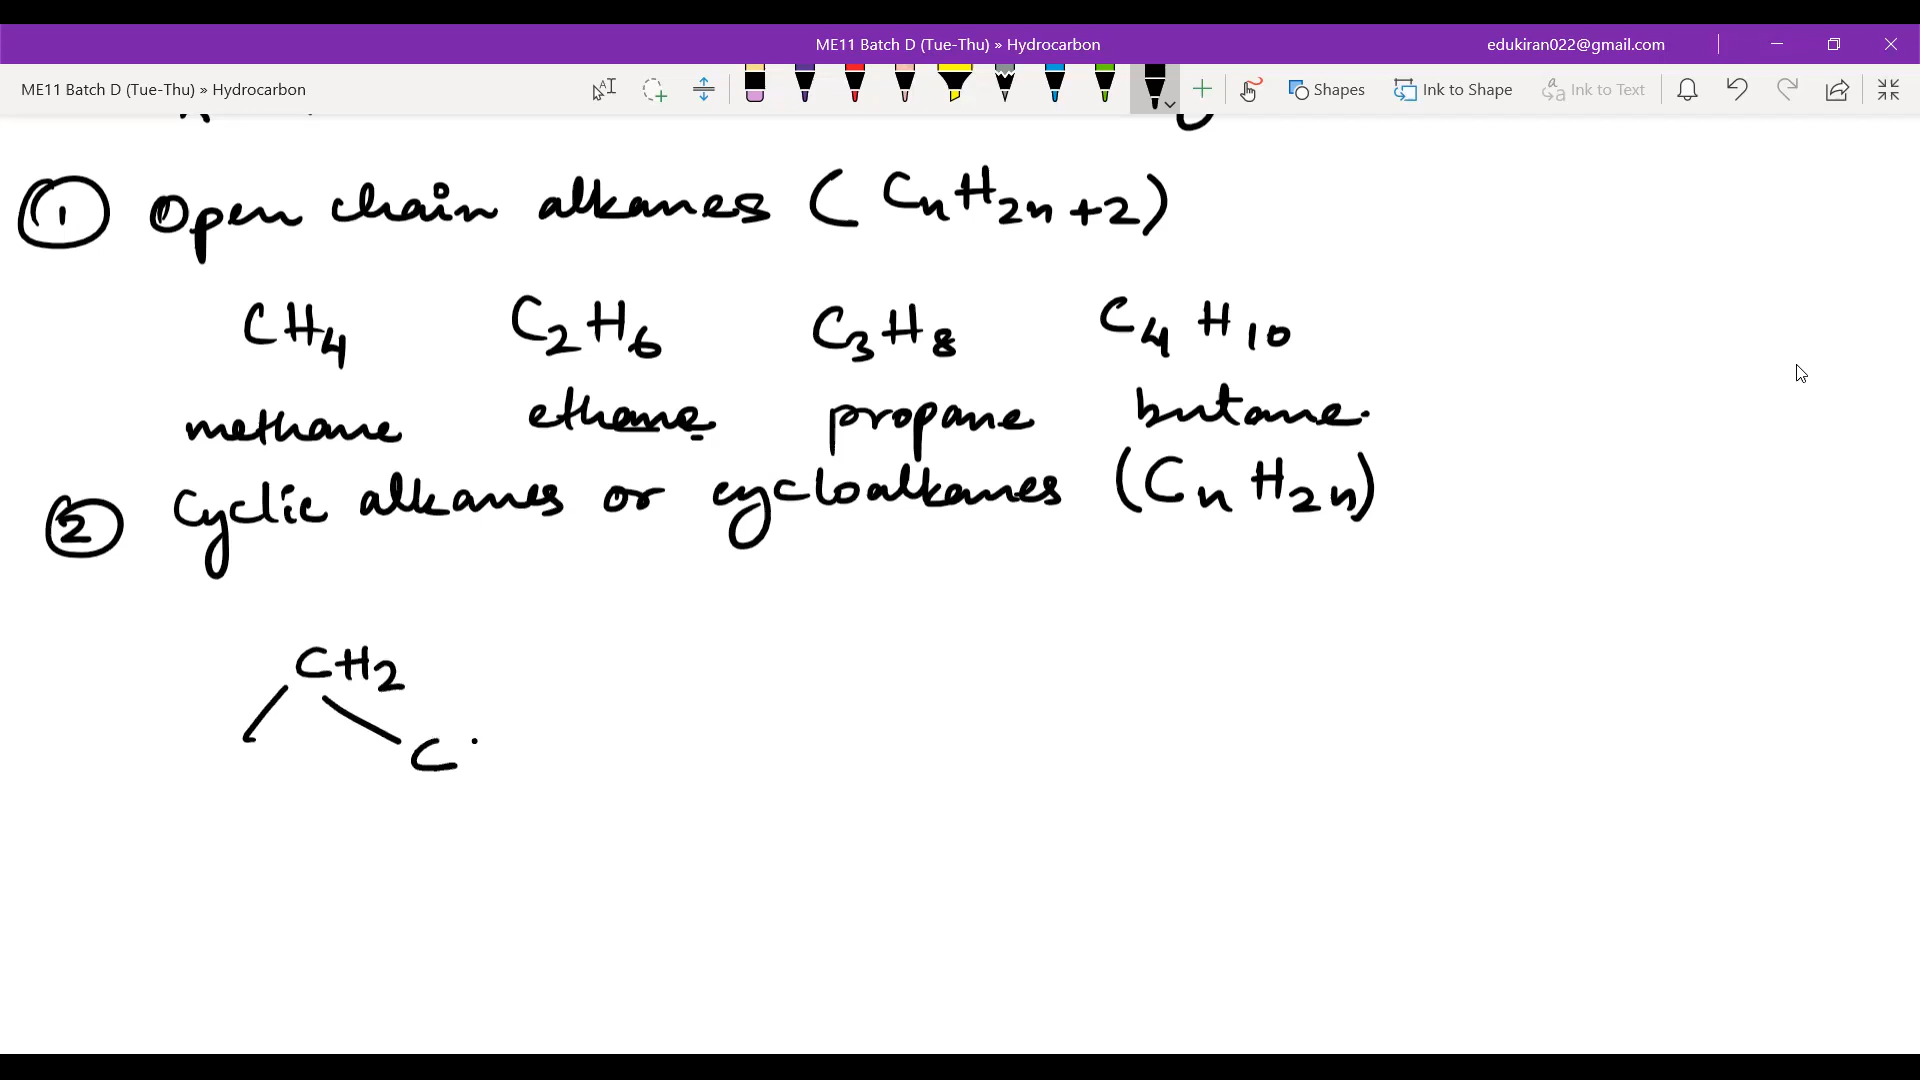 ME11 Batch D (Tue-Thu) » Hydrocarbon
edukiran022@gmail.com
ME11 Batch D (Tue-Thu) » Hydrocarbon
Shapes
Ink to Shape
Ink to Text
1 Open chain alkanes (CnH2n+2)
CH4 C2H6 C3H8 C4H10
methane ethane propane butane.
2 Cyclic alkanes or cycloalkanes (CnH2n)
CH2
C